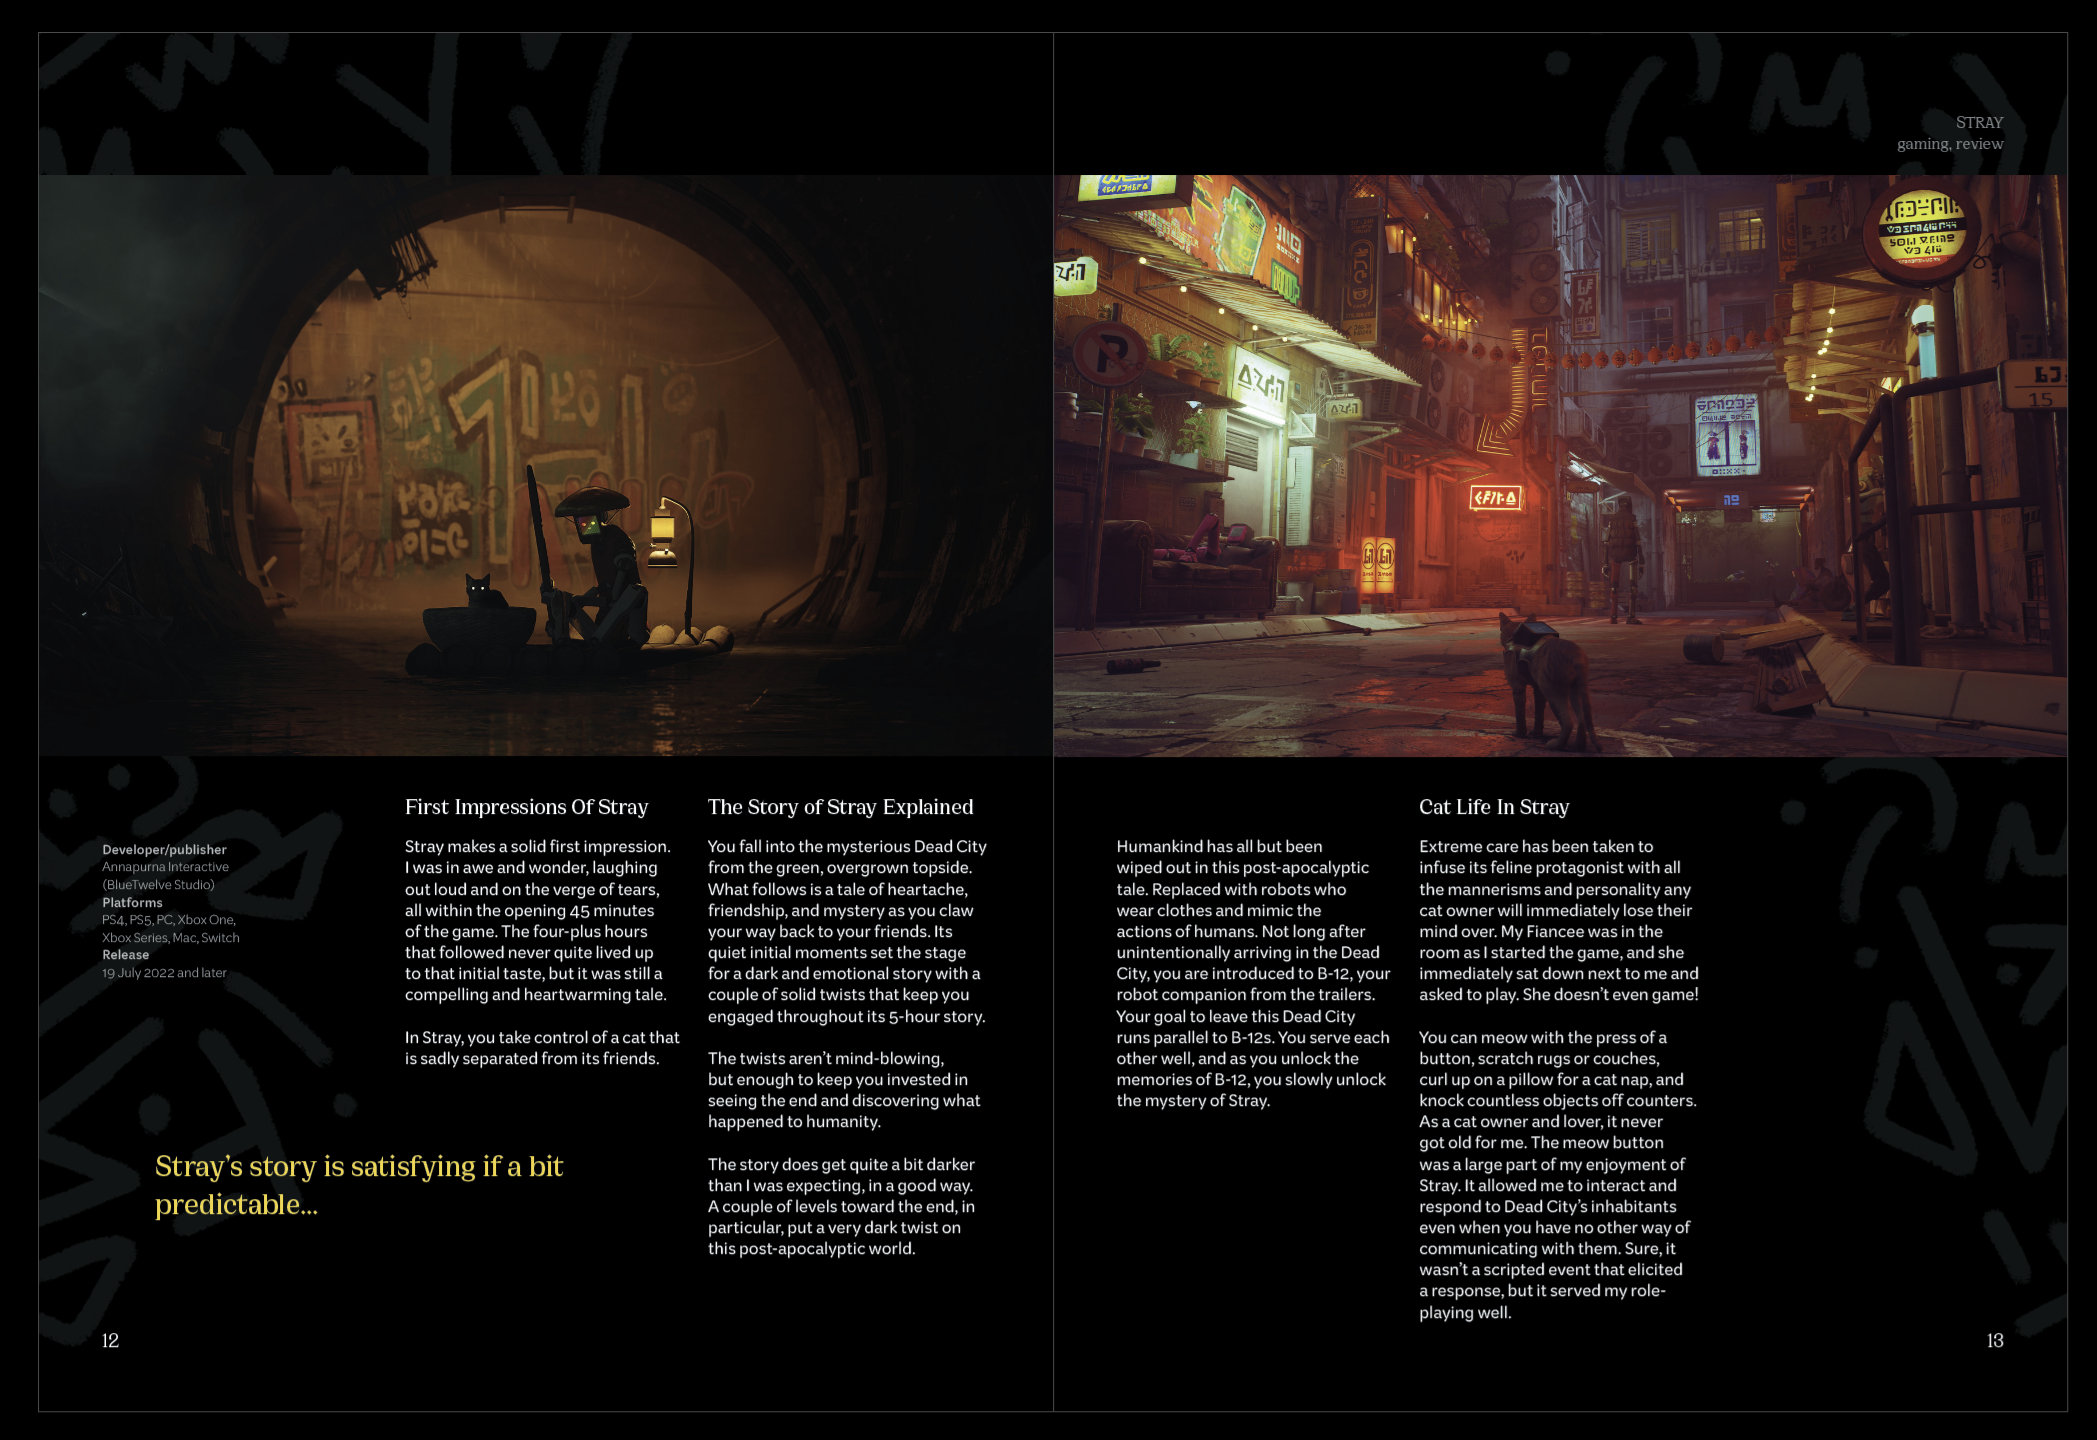 STRAY
gaming, review
15
Developer/publisher
Annapurna Interactive
(BlueTwelve Studio)
Platforms
PS4, PS5, PC, Xbox One,
Xbox Series, Mac, Switch
Release
19 July 2022 and later
First Impressions Of Stray
Stray makes a solid first impression.
I was in awe and wonder, laughing
out loud and on the verge of tears,
all within the opening 45 minutes
of the game. The four-plus hours
that followed never quite lived up
to that initial taste, but it was still a
compelling and heartwarming tale.
In Stray, you take control of a cat that
is sadly separated from its friends.
Stray’s story is satisfying if a bit
predictable...
The Story of Stray Explained
You fall into the mysterious Dead City
from the green, overgrown topside.
What follows is a tale of heartache,
friendship, and mystery as you claw
your way back to your friends. Its
quiet initial moments set the stage
for a dark and emotional story with a
couple of solid twists that keep you
engaged throughout its 5-hour story.
The twists aren’t mind-blowing,
but enough to keep you invested in
seeing the end and discovering what
happened to humanity.
The story does get quite a bit darker
than I was expecting, in a good way.
A couple of levels toward the end, in
particular, put a very dark twist on
this post-apocalyptic world.
12
Humankind has all but been
wiped out in this post-apocalyptic
tale. Replaced with robots who
wear clothes and mimic the
actions of humans. Not long after
unintentionally arriving in the Dead
City, you are introduced to B-12, your
robot companion from the trailers.
Your goal to leave this Dead City
runs parallel to B-12s. You serve each
other well, and as you unlock the
memories of B-12, you slowly unlock
the mystery of Stray.
Cat Life In Stray
Extreme care has been taken to
infuse its feline protagonist with all
the mannerisms and personality any
cat owner will immediately lose their
mind over. My Fiancee was in the
room as I started the game, and she
immediately sat down next to me and
asked to play. She doesn’t even game!
You can meow with the press of a
button, scratch rugs or couches,
curl up on a pillow for a cat nap, and
knock countless objects off counters.
As a cat owner and lover, it never
got old for me. The meow button
was a large part of my enjoyment of
Stray. It allowed me to interact and
respond to Dead City’s inhabitants
even when you have no other way of
communicating with them. Sure, it
wasn’t a scripted event that elicited
a response, but it served my role-
playing well.
13